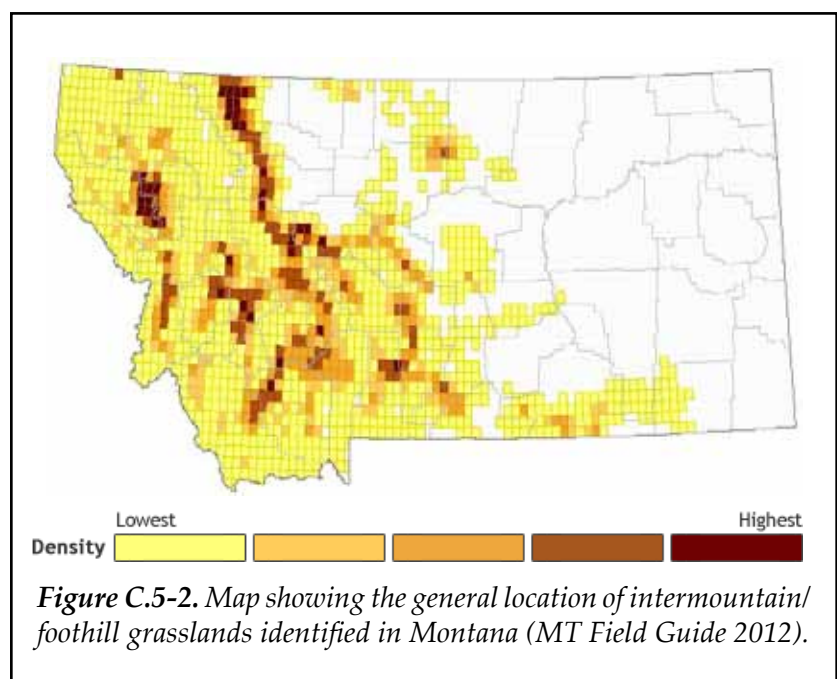 Lowest Highest
Density
Figure C.5-2. Map showing the general location of intermountain/
foothill grasslands identified in Montana (MT Field Guide 2012).